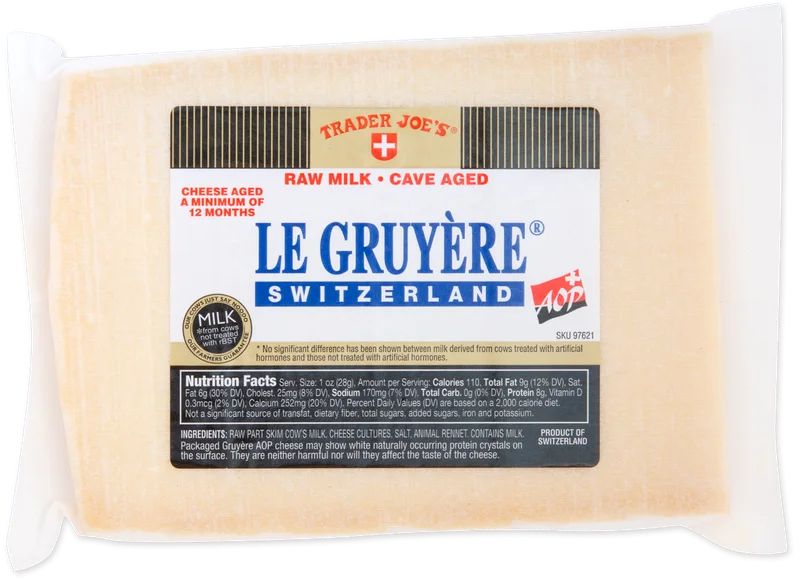 TRADER JOE'S®
RAW MILK • CAVE AGED
CHEESE AGED
A MINIMUM OF
12 MONTHS
LE GRUYÈRE®
SWITZERLAND
AOP
OUR COWS JUST SAY NOOOO
MILK
*from cows
not treated
with rBST
OUR FARMERS GUARANTEE
SKU 97621
* No significant difference has been shown between milk derived from cows treated with artificial
hormones and those not treated with artificial hormones.
Nutrition Facts Serv. Size: 1 oz (28g), Amount per Serving: Calories 110, Total Fat 9g (12% DV), Sat.
Fat 6g (30% DV), Cholest. 25mg (8% DV), Sodium 170mg (7% DV), Total Carb. 0g (0% DV), Protein 8g, Vitamin D
0.3mcg (2% DV), Calcium 252mg (20% DV). Percent Daily Values (DV) are based on a 2,000 calorie diet.
Not a significant source of transfat, dietary fiber, total sugars, added sugars, iron and potassium.
INGREDIENTS: RAW PART SKIM COW'S MILK, CHEESE CULTURES, SALT, ANIMAL RENNET. CONTAINS MILK.
Packaged Gruyère AOP cheese may show white naturally occurring protein crystals on
the surface. They are neither harmful nor will they affect the taste of the cheese.
PRODUCT OF
SWITZERLAND